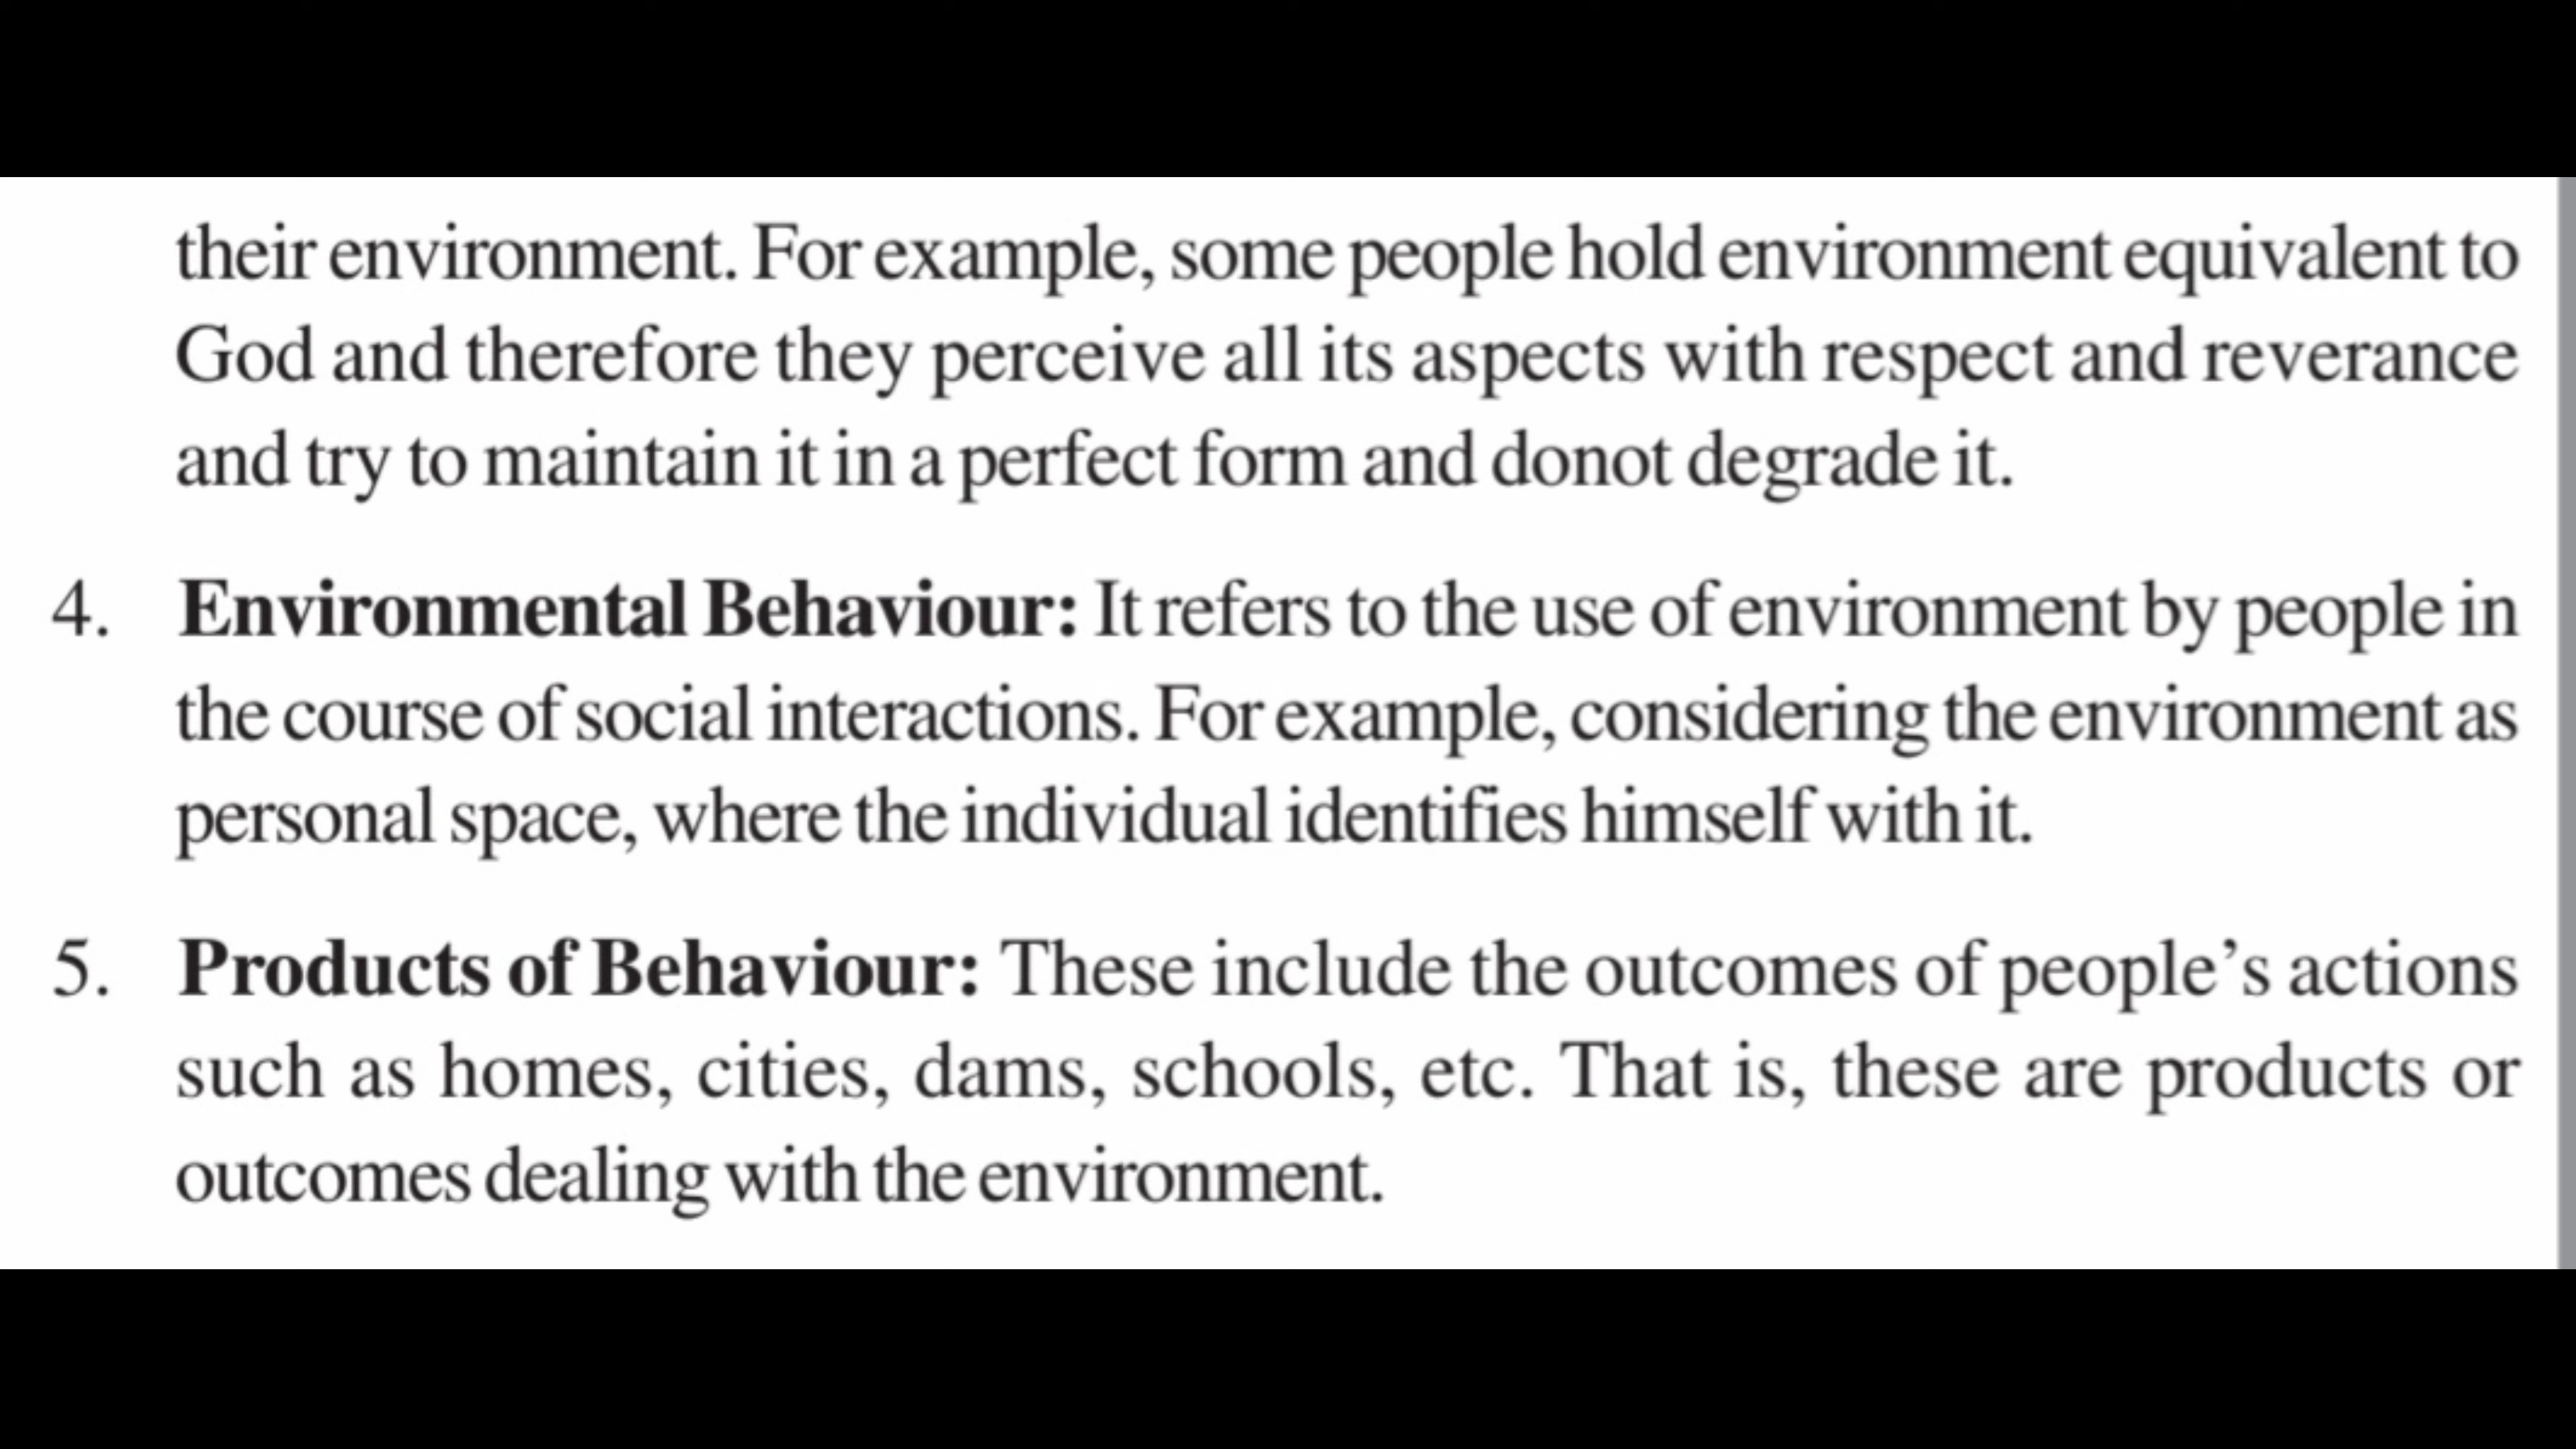 their environment. For example, some people hold environment equivalent to
God and therefore they perceive all its aspects with respect and reverance
and try to maintain it in a perfect form and donot degrade it.
4. Environmental Behaviour: It refers to the use of environment by people in
the course of social interactions. For example, considering the environment as
personal space, where the individual identifies himself with it.
5. Products of Behaviour: These include the outcomes of people’s actions
such as homes, cities, dams, schools, etc. That is, these are products or
outcomes dealing with the environment.